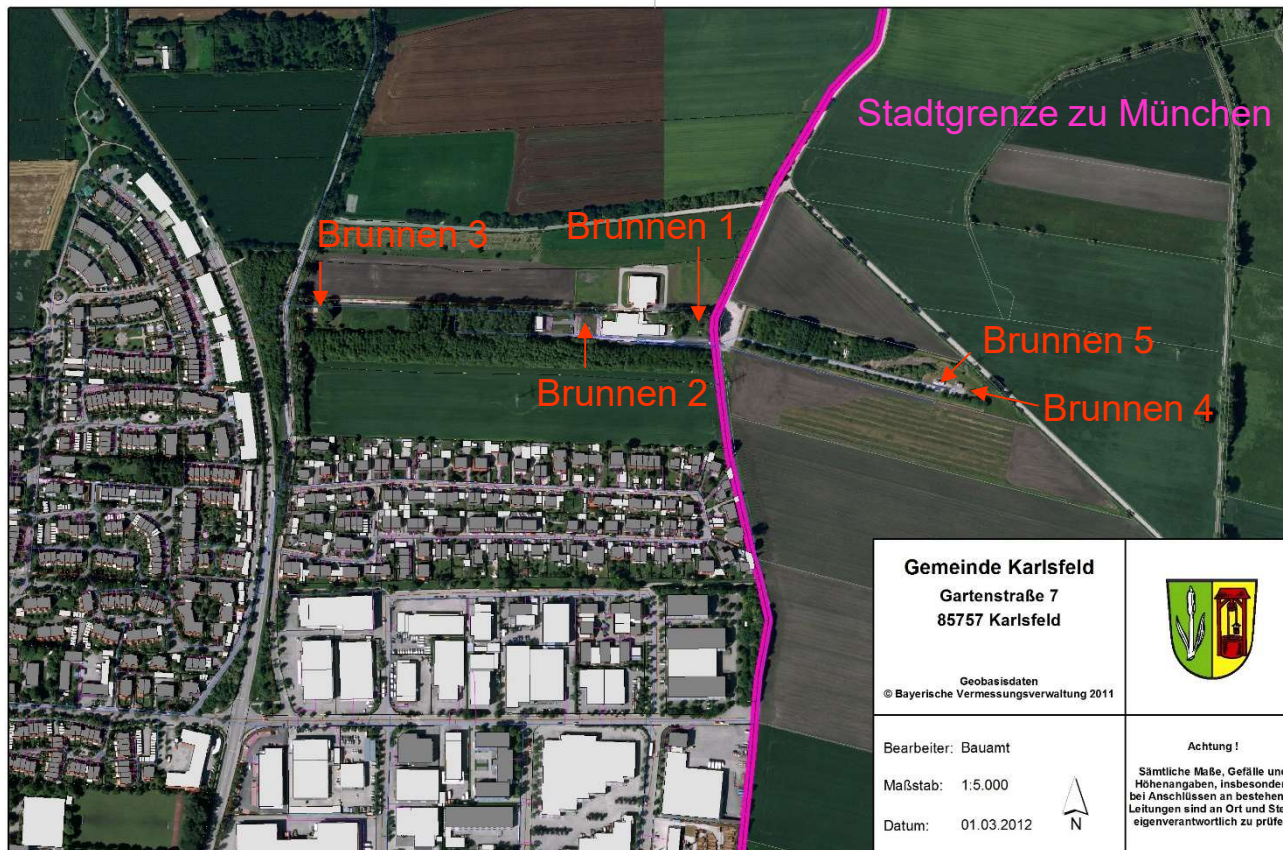 Stadtgrenze zu München
Brunnen 3
Brunnen 1
Brunnen 5
Brunnen 2
Brunnen 4
Gemeinde Karlsfeld
Gartenstraße 7
85757 Karlsfeld
Geobasisdaten
© Bayerische Vermessungsverwaltung 2011
Bearbeiter: Bauamt
Maßstab: 1:5.000
Datum: 01.03.2012
N
Achtung !
Sämtliche Maße, Gefälle und
Höhenangaben, insbesonder
bei Anschlüssen an bestehen
Leitungen sind an Ort und Ste
eigenverantwortlich zu prüfe